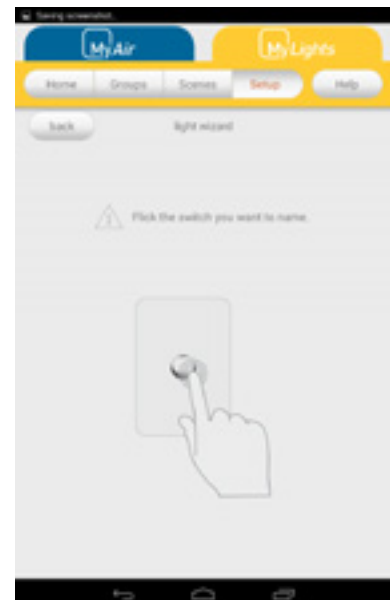 Saving screenshot...
MyAir
MyLights
Home Groups Scenes Setup Help
back light wizard
Flick the switch you want to name.